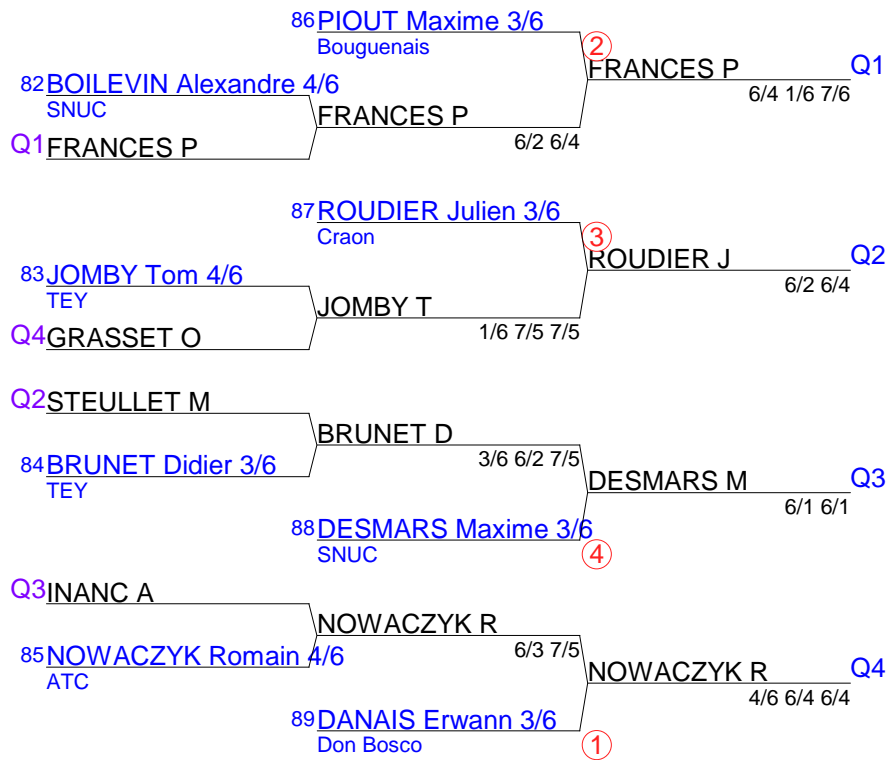 86 PIOUT Maxime 3/6
Bouguenais
2
FRANCES P
Q1
6/4 1/6 7/6
82 BOILEVIN Alexandre 4/6
SNUC
FRANCES P
6/2 6/4
Q1 FRANCES P
87 ROUDIER Julien 3/6
Craon
3
ROUDIER J
Q2
6/2 6/4
83 JOMBY Tom 4/6
TEY
JOMBY T
1/6 7/5 7/5
Q4 GRASSET O
Q2 STEULLET M
BRUNET D
3/6 6/2 7/5
84 BRUNET Didier 3/6
TEY
DESMARS M
Q3
6/1 6/1
88 DESMARS Maxime 3/6
SNUC
4
Q3 INANC A
NOWACZYK R
6/3 7/5
85 NOWACZYK Romain 4/6
ATC
NOWACZYK R
Q4
4/6 6/4 6/4
89 DANAIS Erwann 3/6
Don Bosco
1